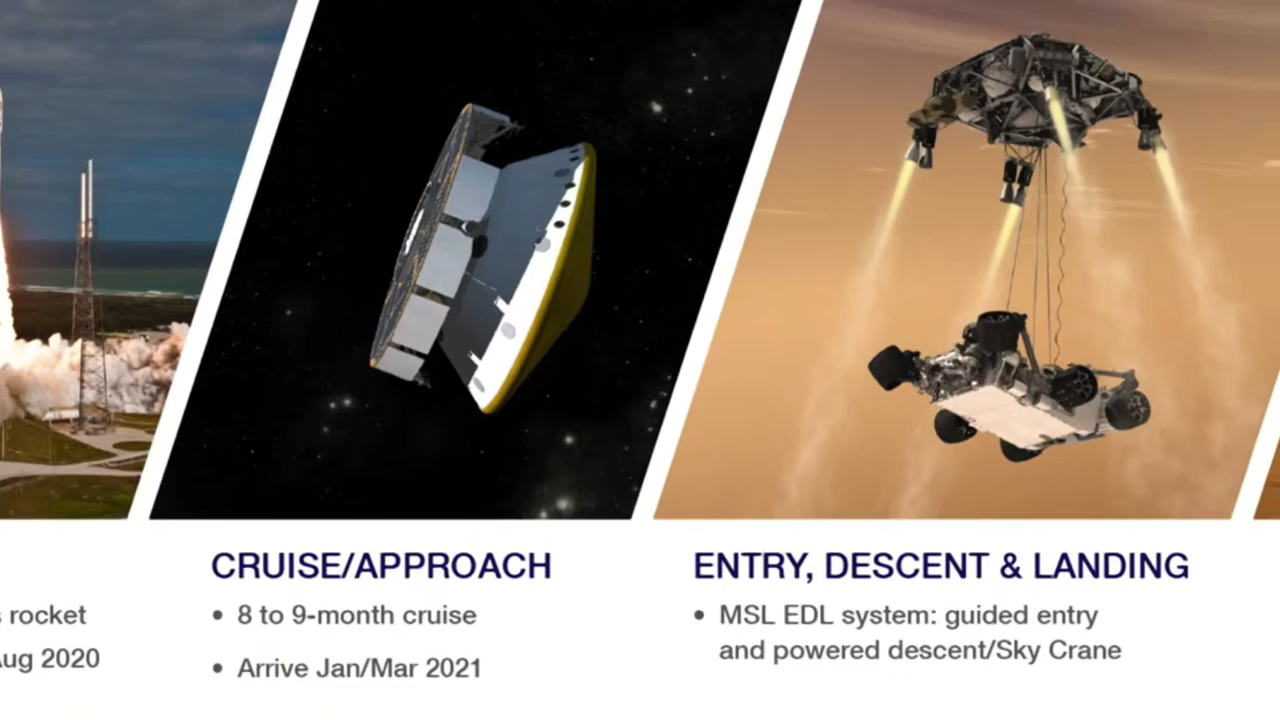 CRUISE/APPROACH
ENTRY, DESCENT & LANDING
rocket
Aug 2020
• 8 to 9-month cruise
• Arrive Jan/Mar 2021
• MSL EDL system: guided entry
and powered descent/Sky Crane